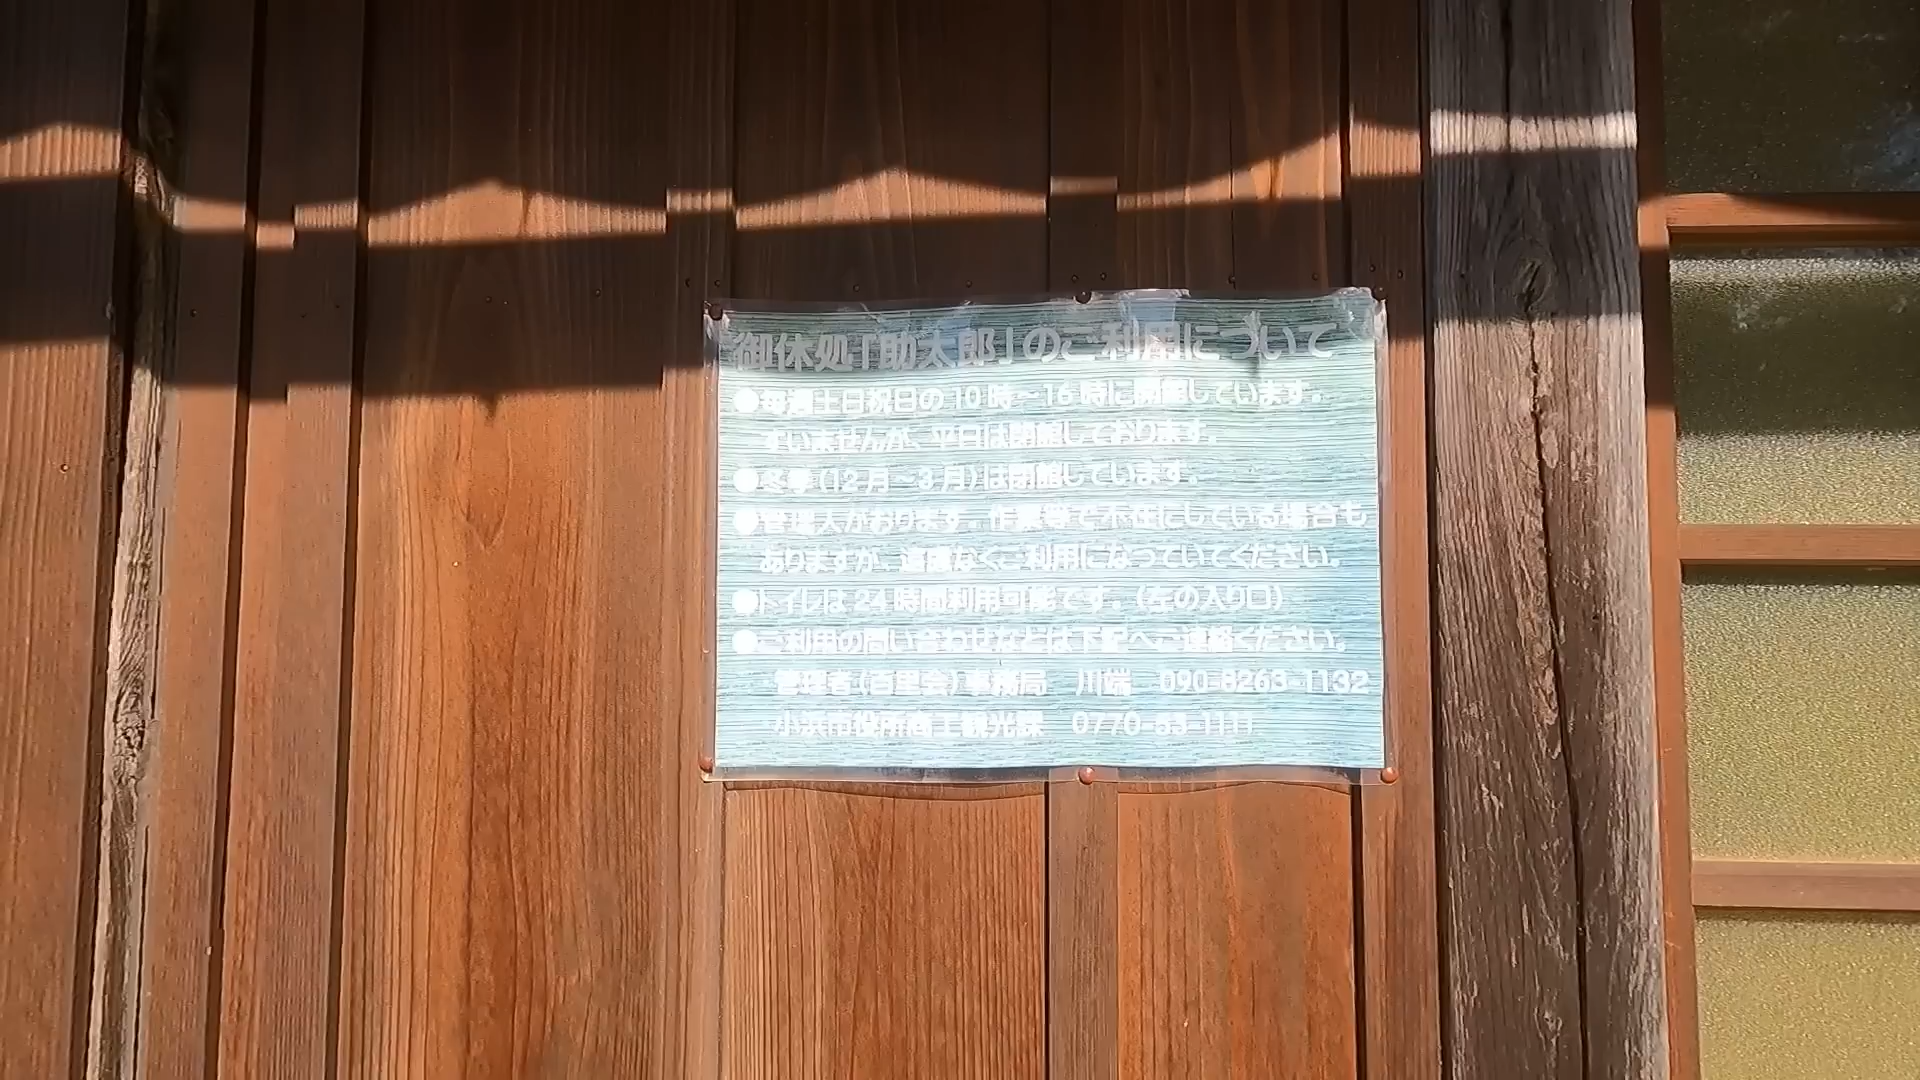 御休処「助太郎」のご利用について
●毎週土日祝日の10時～16時に開館しています。
すいませんが、平日は閉館しております。
●冬季(12月～3月)は閉館しています。
●管理人がおります。作業等で不在にしている場合も
ありますが、遠慮なくご利用になっていてください。
●トイレは24時間利用可能です。(左の入り口)
●ご利用の問い合わせなどは下記へご連絡ください。
管理者(百里会)事務局 川端 090-8263-1132
小浜市役所商工観光課 0770-53-1111